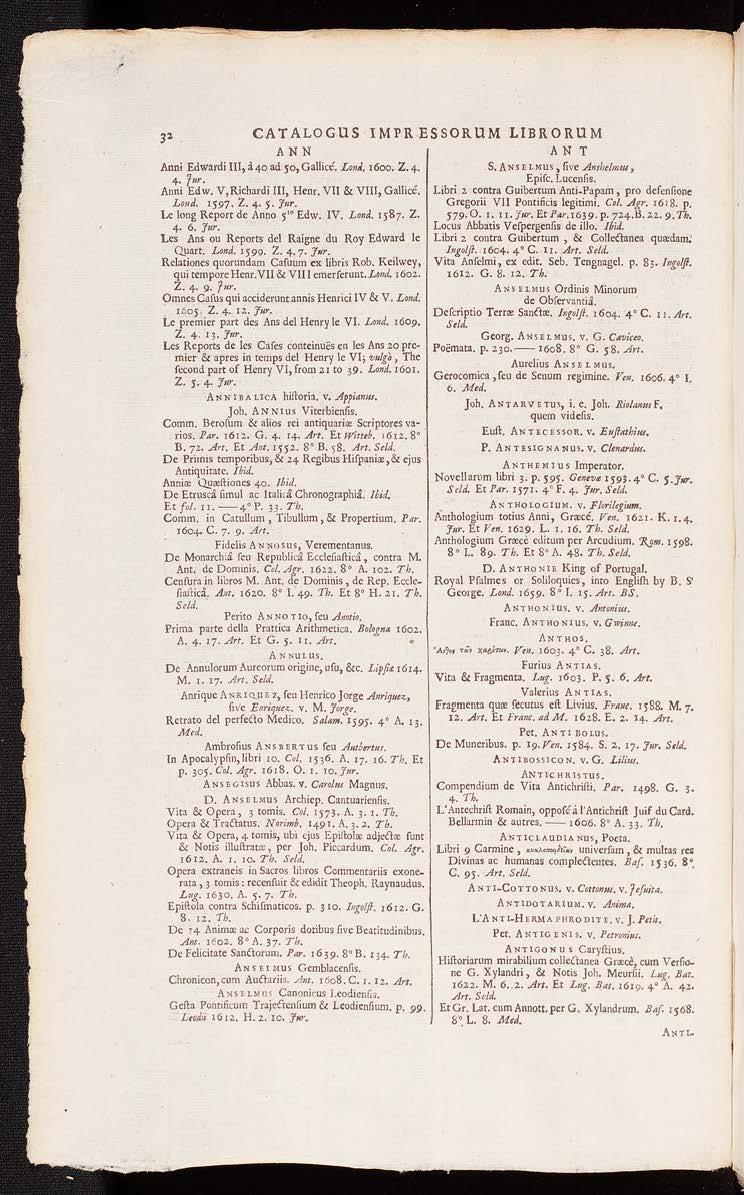 32 CATALOGUS IMPRESSORUM LIBRORUM
ANN
Anni Edwardi III, à 40 ad 50, Gallicé. Lond. 1600. Z. 4.
4. Jur.
Anni Edw. V, Richardi III, Henr. VII & VIII, Gallicé.
Lond. 1597. Z. 4. 5. Jur.
Le long Report de Anno 5to Edw. IV. Lond. 1587. Z.
4. 6. Jur.
Les Ans ou Reports del Raigne du Roy Edward le
Quart. Lond. 1599. Z. 4. 7. Jur.
Relationes quorundam Caſuum ex libris Rob. Keilwey,
qui tempore Henr. VII & VIII emerſerunt. Lond. 1602.
Z. 4. 9. Jur.
Omnes Caſus qui acciderunt annis Henrici IV & V. Lond.
1605. Z. 4. 12. Jur.
Le premier part des Ans del Henry le VI. Lond. 1609.
Z. 4. 13. Jur.
Les Reports de les Caſes conteinuës en les Ans 20 pre-
mier & apres in temps del Henry le VI; vulgò, The
ſecond part of Henry VI, from 21 to 39. Lond. 1601.
Z. 5. 4. Jur.
ANNIBALICA hiſtoria. v. Appianus.
Joh. ANNIUS Viterbienſis.
Comm. Beroſum & alios rei antiquariæ Scriptores va-
rios. Par. 1612. G. 4. 14. Art. Et Witteb. 1612. 8°
B. 72. Art. Et Ant. 1552. 8° B. 58. Art. Seld.
De Primis temporibus, & 24 Regibus Hiſpaniæ, & ejus
Antiquitate. Ibid.
Anniæ Quæſtiones 40. Ibid.
De Etruscâ ſimul ac Italicâ Chronographiâ. Ibid.
Et fol. 11. —— 4° P. 33. Th.
Comm. in Catullum, Tibullum, & Propertium. Par.
1604. G. 7. 9. Art.
Fidelis ANNOSUS, Verementanus.
De Monarchiâ ſeu Republicâ Eccleſiaſticâ, contra M.
Ant. de Dominis. Col. Agr. 1622. 8° A. 102. Th.
Cenſura in libros M. Ant. de Dominis, de Rep. Eccle-
ſiaſticâ. Ant. 1620. 8° I. 49. Th. Et 8° H. 21. Th.
Seld.
Perito ANNOTIO, ſeu Anotio.
Prima parte della Prattica Arithmetica. Bologna 1602.
A. 4. 17. Art. Et G. 5. 11. Art.
ANNULUS.
De Annulorum Aureorum origine, uſu, &c. Lipſiæ 1614.
M. 1. 17. Art. Seld.
Anrique ANRIQUEZ, ſeu Henrico Jorge Anriquez,
ſive Enriquez. v. M. Jorge.
Retrato del perfecto Medico. Salam. 1595. 4° A. 13.
Med.
Ambroſius ANSBERTUS ſeu Authertus.
In Apocalypſin, libri 10. Col. 1536. A. 17. 16. Th. Et
p. 305. Col. Agr. 1618. O. 1. 10. Jur.
ANSEGISUS Abbas. v. Carolus Magnus.
D. ANSELMUS Archiep. Cantuarienſis.
Vita & Opera, 3 tomis. Col. 1573. A. 3. 1. Th.
Opera & Tractatus. Norimb. 1491. A. 3. 2. Th.
Vita & Opera, 4 tomis, ubi ejus Epiſtolæ adjectæ ſunt
& Notis illuſtratæ, per Joh. Piccardum. Col. Agr.
1612. A. 1. 10. Th. Seld.
Opera extraneis in Sacros libros Commentariis exone-
rata, 3 tomis: recenſuit & edidit Theoph. Raynaudus.
Lug. 1630. A. 5. 7. Th.
Epiſtola contra Schiſmaticos. p. 310. Ingolſt. 1612. G.
8. 12. Th.
De 14 Animæ ac Corporis dotibus ſive Beatitudinibus.
Ant. 1602. 8° A. 37. Th.
De Felicitate Sanctorum. Par. 1639. 8° B. 134. Th.
ANSELMUS Gemblacenſis.
Chronicon, cum Auctariis. Ant. 1608. C. 1. 12. Art.
ANSELMUS Canonicus Leodienſis.
Geſta Pontificum Trajectenſium & Leodienſium. p. 99.
Leodii 1612. H. 2. 10. Jur.
ANT
S. ANSELMUS, ſive Anshelmus,
Epiſc. Lucenſis.
Libri 2 contra Guibertum Anti-Papam, pro defenſione
Gregorii VII Pontificis legitimi. Col. Agr. 1618. p.
579. O. 1. 11. Jur. Et Par. 1639. p. 724. B. 22. 9. Th.
Locus Abbatis Veſpergenſis de illo. Ibid.
Libri 2 contra Guibertum, & Collectanea quædam.
Ingolſt. 1604. 4° C. 11. Art. Seld.
Vita Anſelmi, ex edit. Seb. Tengnagel. p. 83. Ingolſt.
1612. G. 8. 12. Th.
ANSELMUS Ordinis Minorum
de Obſervantiâ.
Deſcriptio Terræ Sanctæ. Ingolſt. 1604. 4° C. 11. Art.
Seld.
Georg. ANSELMUS. v. G. Caviceo.
Poëmata. p. 230. —— 1608. 8° G. 58. Art.
Aurelius ANSELMUS.
Gerocomica, ſeu de Senum regimine. Ven. 1606. 4° I.
6. Med.
Joh. ANTARVETUS, i. e. Joh. Riolanus F.
quem videſis.
Euſt. ANTECESSOR. v. Euſtathius.
P. ANTESIGNANUS. v. Clenardus.
ANTHEMIUS Imperator.
Novellarum libri 3. p. 595. Genevæ 1593. 4° C. 5. Jur.
Seld. Et Par. 1571. 4° F. 4. Jur. Seld.
ANTHOLOGIUM. v. Florilegium.
Anthologium totius Anni, Græcé. Ven. 1621. K. 1. 4.
Jur. Et Ven. 1629. L. 1. 16. Th. Seld.
Anthologium Græcè editum per Arcudium. Rom. 1598.
8° L. 89. Th. Et 8° A. 48. Th. Seld.
D. ANTHONIE King of Portugal.
Royal Pſalmes or Soliloquies, into Engliſh by B. Sᵗ
George. Lond. 1659. 8° I. 15. Art. BS.
ANTHONIUS. v. Antonius.
Franc. ANTHONIUS. v. Gwinne.
ANTHOS.
Ἄνθος τῶν χαρίτων. Ven. 1603. 4° C. 38. Art.
Furius ANTIAS.
Vita & Fragmenta. Lug. 1603. P. 5. 6. Art.
Valerius ANTIAS.
Fragmenta quæ ſecutus eſt Livius. Franc. 1588. M. 7.
12. Art. Et Franc. ad M. 1628. E. 2. 14. Art.
Pet. ANTIBOLUS.
De Muneribus. p. 19. Ven. 1584. S. 2. 17. Jur. Seld.
ANTIBOSSICON. v. G. Lilius.
ANTICHRISTUS.
Compendium de Vita Antichriſti. Par. 1498. G. 3.
4. Th.
L'Antechriſt Romain, oppoſé à l'Antechriſt Juif du Card.
Bellarmin & autres. —— 1606. 8° A. 33. Th.
ANTICLAUDIANUS, Poeta.
Libri 9 Carmine, univerſam, & multas res
Divinas ac humanas complectentes. Baſ. 1536. 8°.
C. 95. Art. Seld.
ANTI-COTTONUS. v. Cottonus. v. Jeſuita.
ANTIDOTARIUM. v. Anima.
L'ANTI-HERMAPHRODITE. v. J. Petit.
Pet. ANTIGENIS. v. Petronius.
ANTIGONUS Caryſtius.
Hiſtoriarum mirabilium collectanea Græcè, cum Verſio-
ne G. Xylandri, & Notis Joh. Meurſii. Lug. Bat.
1622. M. 6. 2. Art. Et Lug. Bat. 1619. 4° A. 42.
Art. Seld.
Et Gr. Lat. cum Annott. per G. Xylandrum. Baſ. 1568.
8° L. 8. Med.
ANTI-